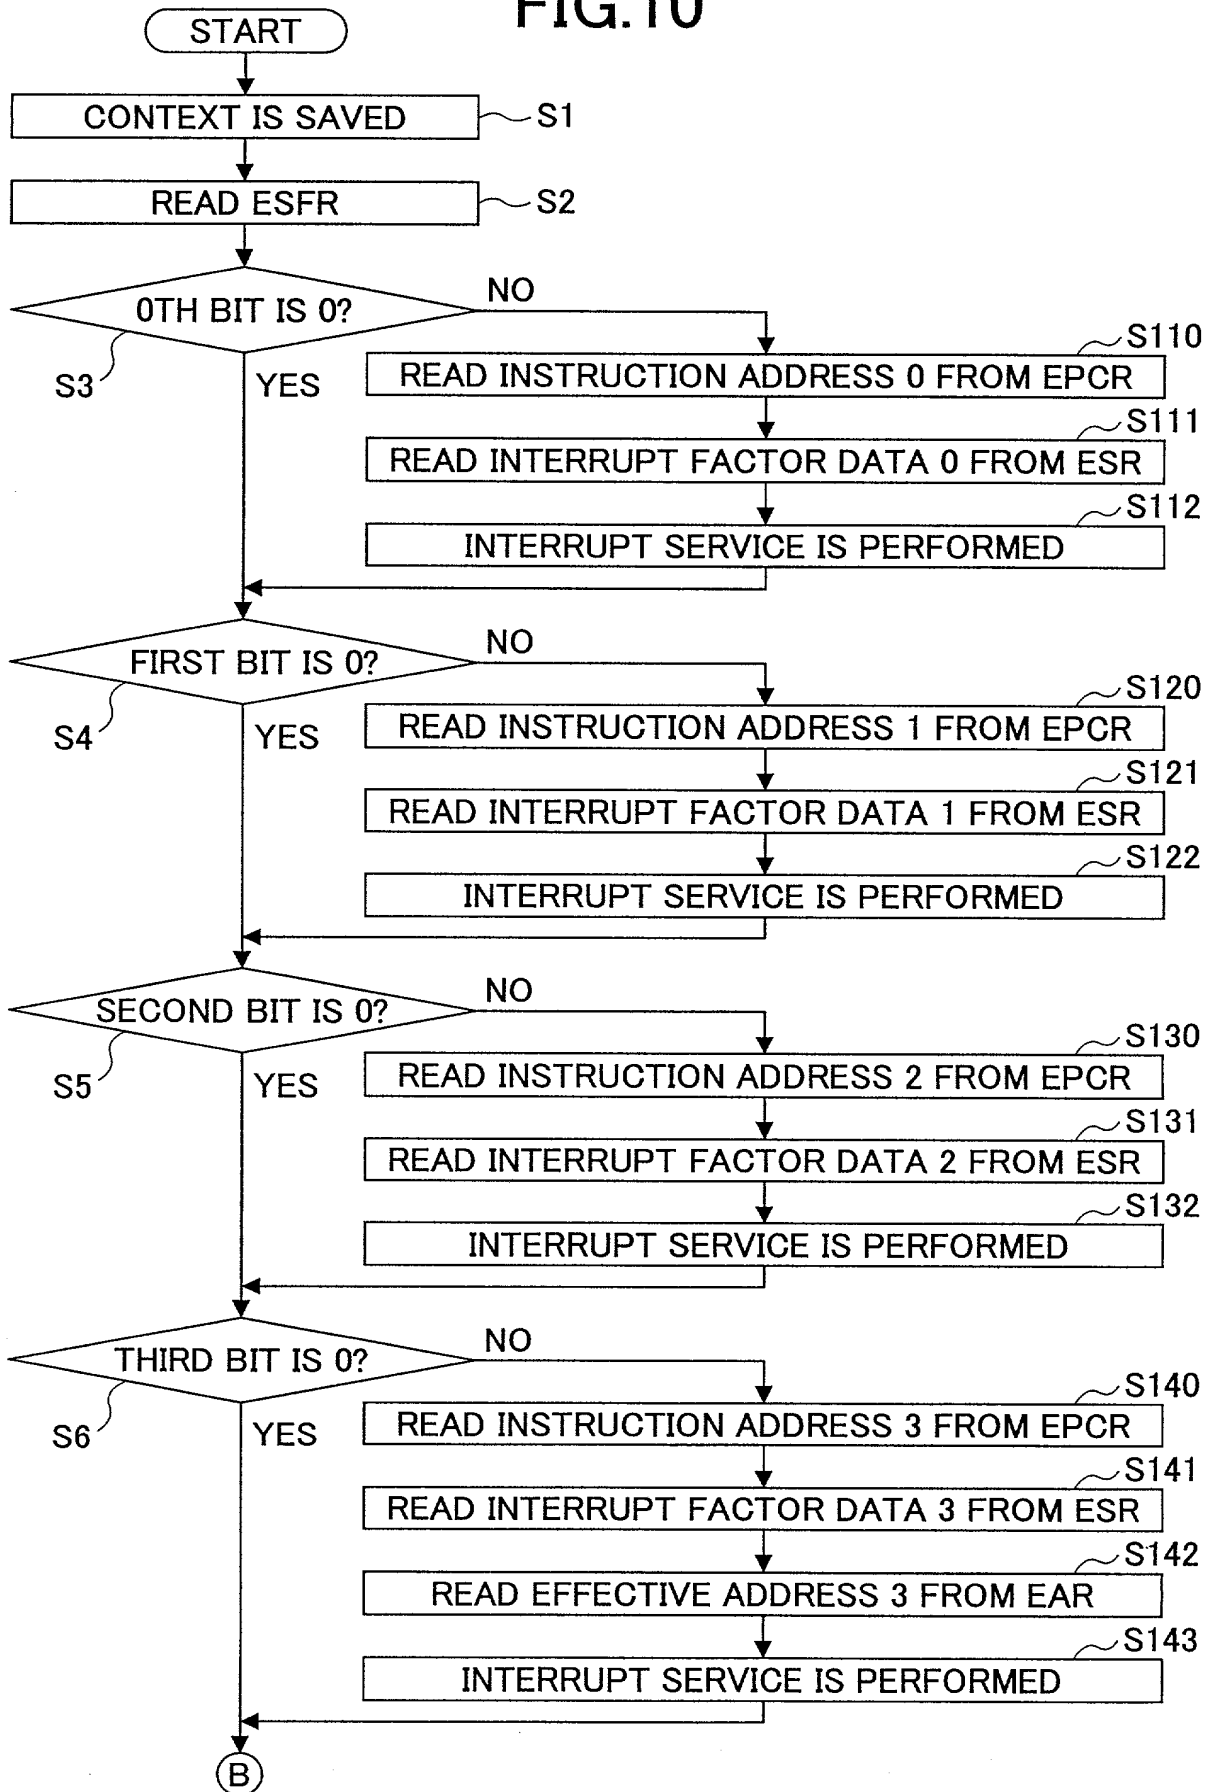 FIG.10
START
CONTEXT IS SAVED
S1
READ ESFR
S2
0TH BIT IS 0?
NO
S3
YES
S110
READ INSTRUCTION ADDRESS 0 FROM EPCR
S111
READ INTERRUPT FACTOR DATA 0 FROM ESR
S112
INTERRUPT SERVICE IS PERFORMED
FIRST BIT IS 0?
NO
S4
YES
S120
READ INSTRUCTION ADDRESS 1 FROM EPCR
S121
READ INTERRUPT FACTOR DATA 1 FROM ESR
S122
INTERRUPT SERVICE IS PERFORMED
SECOND BIT IS 0?
NO
S5
YES
S130
READ INSTRUCTION ADDRESS 2 FROM EPCR
S131
READ INTERRUPT FACTOR DATA 2 FROM ESR
S132
INTERRUPT SERVICE IS PERFORMED
THIRD BIT IS 0?
NO
S6
YES
S140
READ INSTRUCTION ADDRESS 3 FROM EPCR
S141
READ INTERRUPT FACTOR DATA 3 FROM ESR
S142
READ EFFECTIVE ADDRESS 3 FROM EAR
S143
INTERRUPT SERVICE IS PERFORMED
B